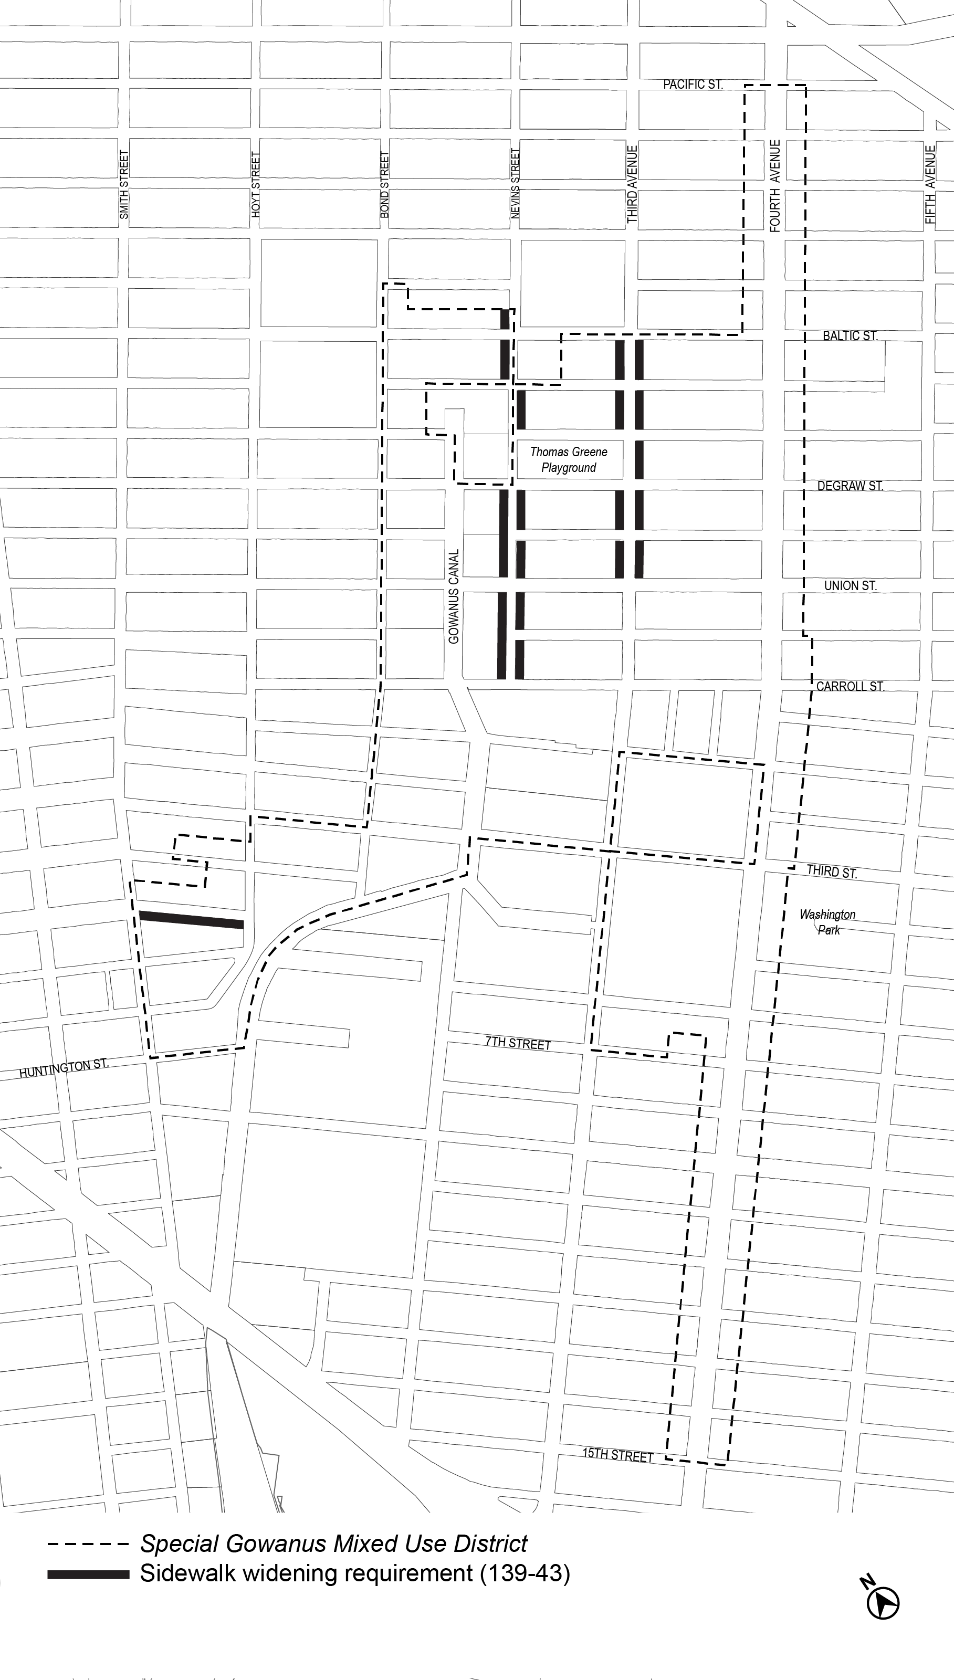 PACIFIC ST.
SMITH STREET
HOYT STREET
BOND STREET
NEVINS STREET
THIRD AVENUE
FOURTH AVENUE
FIFTH AVENUE
BALTIC ST.
Thomas Greene
Playground
DEGRAW ST.
GOWANUS CANAL
UNION ST.
CARROLL ST.
THIRD ST.
Washington
Park
7TH STREET
HUNTINGTON ST.
15TH STREET
Special Gowanus Mixed Use District
Sidewalk widening requirement (139-43)
N